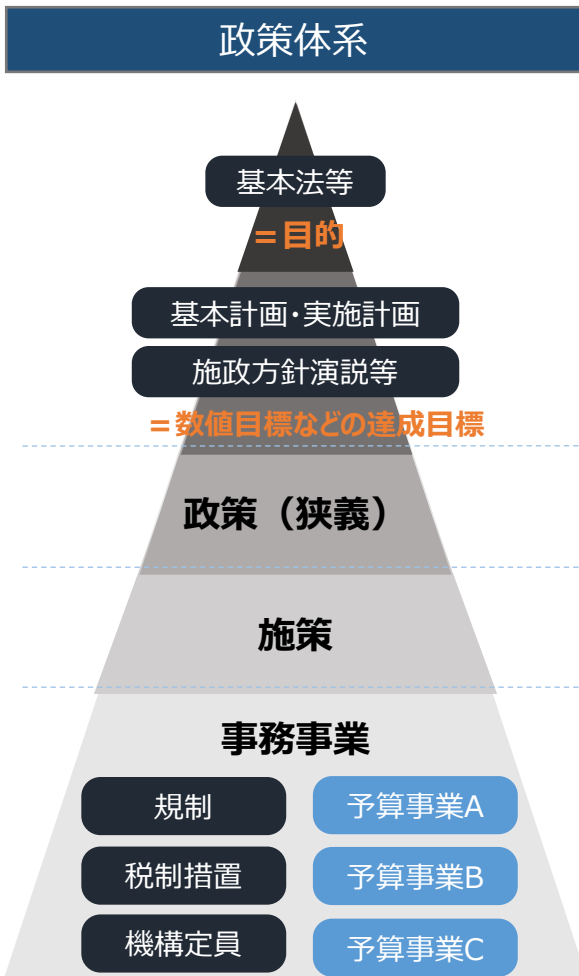 政策体系
基本法等
＝目的
基本計画・実施計画
施政方針演説等
＝数値目標などの達成目標
政策（狭義）
施策
事務事業
規制
予算事業A
税制措置
予算事業B
機構定員
予算事業C